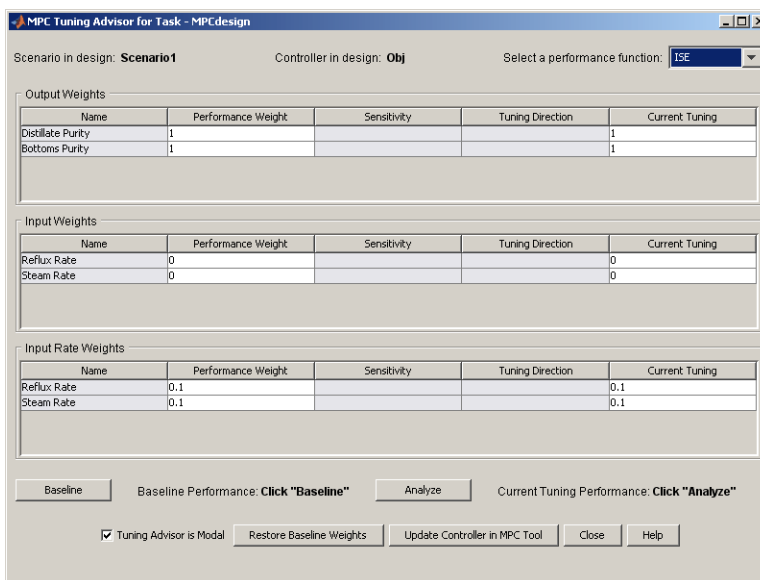 MPC Tuning Advisor for Task - MPCdesign
Scenario in design: Scenario1 Controller in design: Obj Select a performance function: ISE
Output Weights
Name Performance Weight Sensitivity Tuning Direction Current Tuning
Distillate Purity 1 1
Bottoms Purity 1 1
Input Weights
Name Performance Weight Sensitivity Tuning Direction Current Tuning
Reflux Rate 0 0
Steam Rate 0 0
Input Rate Weights
Name Performance Weight Sensitivity Tuning Direction Current Tuning
Reflux Rate 0.1 0.1
Steam Rate 0.1 0.1
Baseline Baseline Performance: Click "Baseline" Analyze Current Tuning Performance: Click "Analyze"
Tuning Advisor is Modal Restore Baseline Weights Update Controller in MPC Tool Close Help